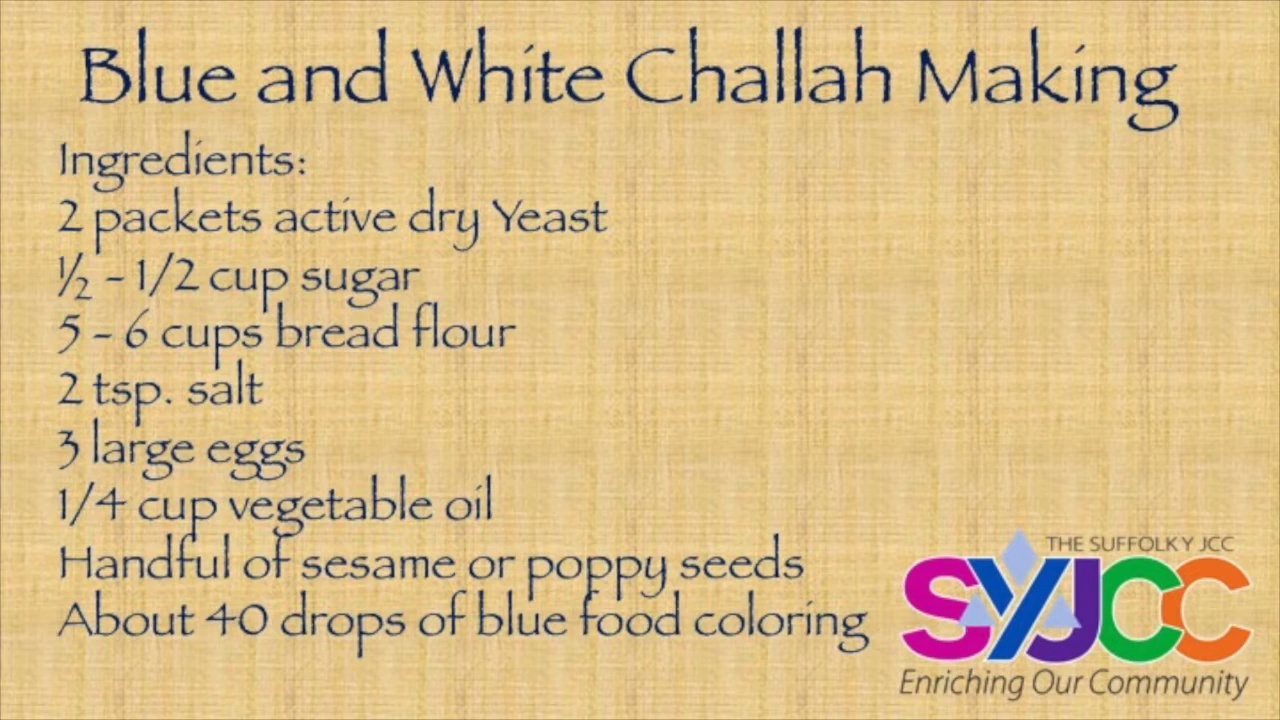 Blue and White Challah Making
Ingredients:
2 packets active dry Yeast
½ - 1/2 cup sugar
5 - 6 cups bread flour
2 tsp. salt
3 large eggs
1/4 cup vegetable oil
Handful of sesame or poppy seeds
About 40 drops of blue food coloring
THE SUFFOLK Y JCC
SYJCC
Enriching Our Community